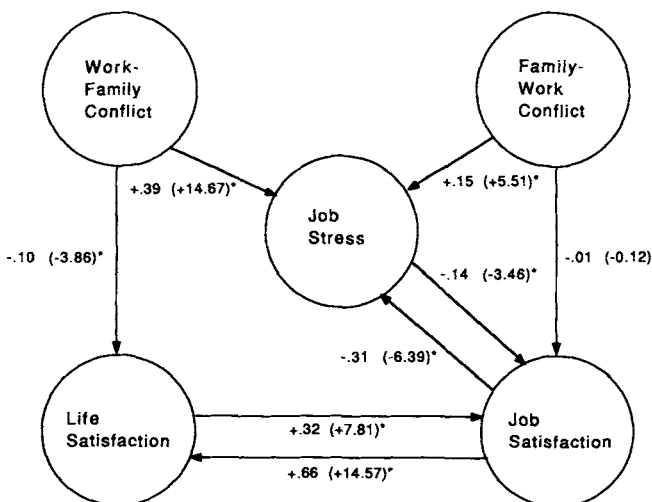 Work-
Family
Conflict
Family-
Work
Conflict
+.39 (+14.67)*
+.15 (+5.51)*
Job
Stress
-.10 (-3.86)*
-.14 (-3.46)*
-.01 (-0.12)
-.31 (-6.39)*
Life
Satisfaction
+.32 (+7.81)*
Job
Satisfaction
+.66 (+14.57)*